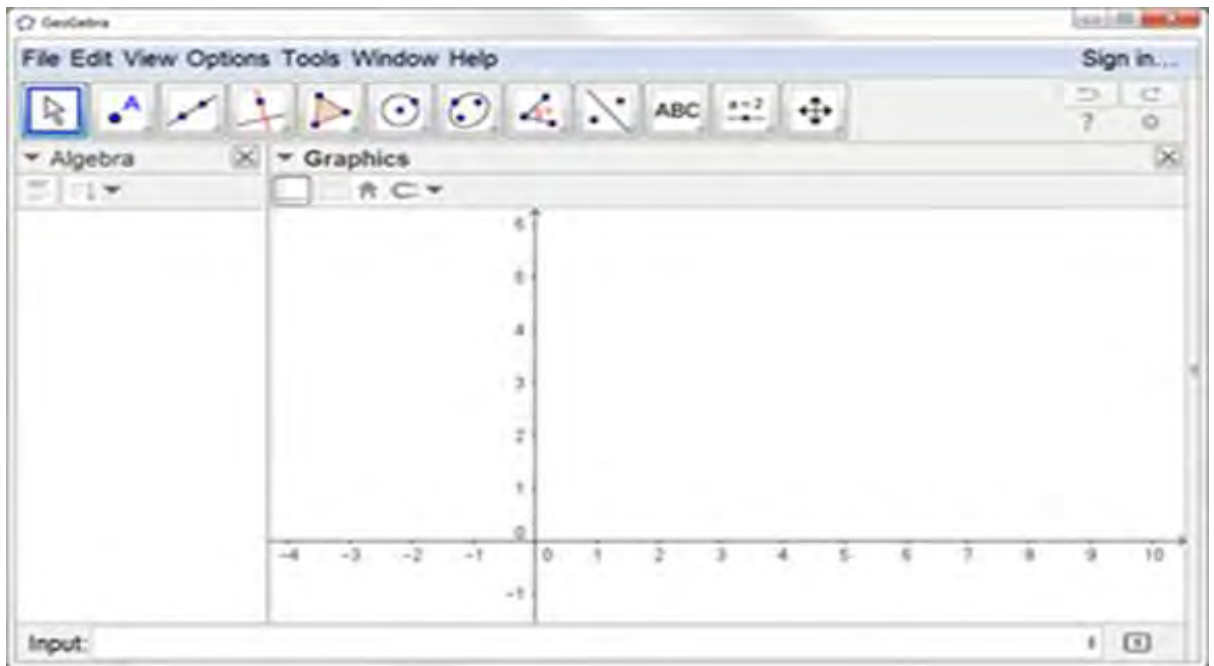 GeoGebra
File Edit View Options Tools Window Help Sign in....
A ABC a=2 ?
Algebra Graphics
6
5
4
3
2
1
0
-4 -3 -2 -1 0 1 2 3 4 5 6 7 8 9 10
-1
Input: